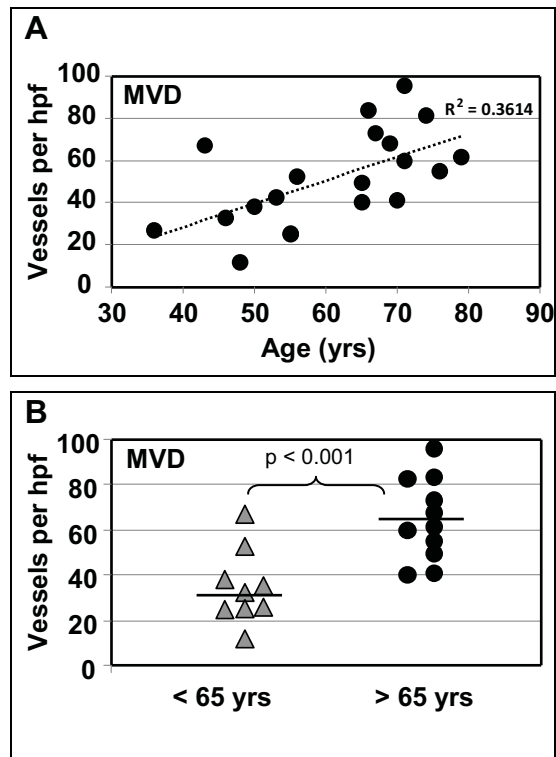 A
MVD
R² = 0.3614
Vessels per hpf
100
80
60
40
20
0
30 40 50 60 70 80 90
Age (yrs)
B
MVD
p < 0.001
Vessels per hpf
100
80
60
40
20
0
< 65 yrs > 65 yrs